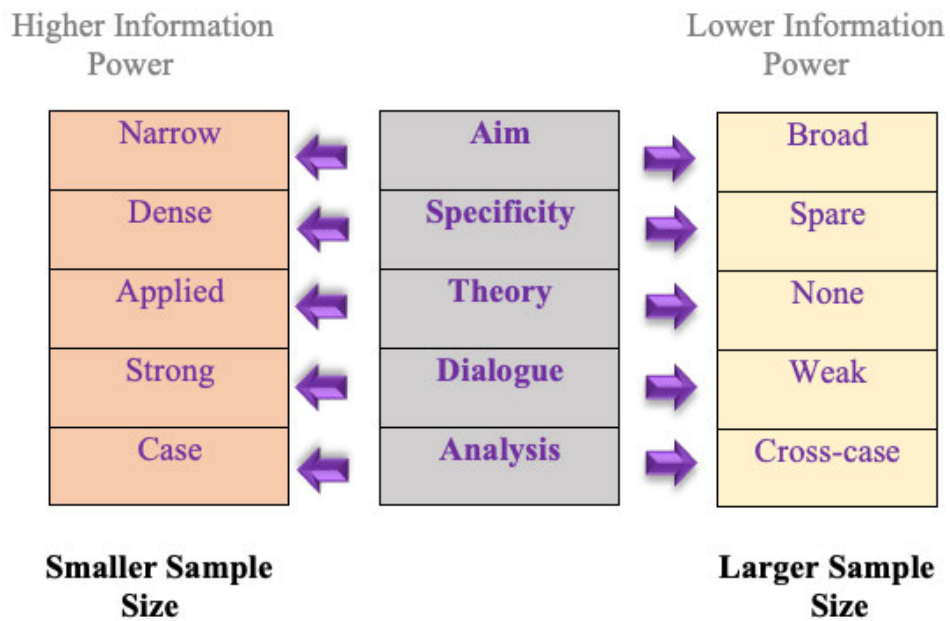 Higher Information
Power
Lower Information
Power
Narrow
Aim
Broad
Dense
Specificity
Spare
Applied
Theory
None
Strong
Dialogue
Weak
Case
Analysis
Cross-case
Smaller Sample
Size
Larger Sample
Size